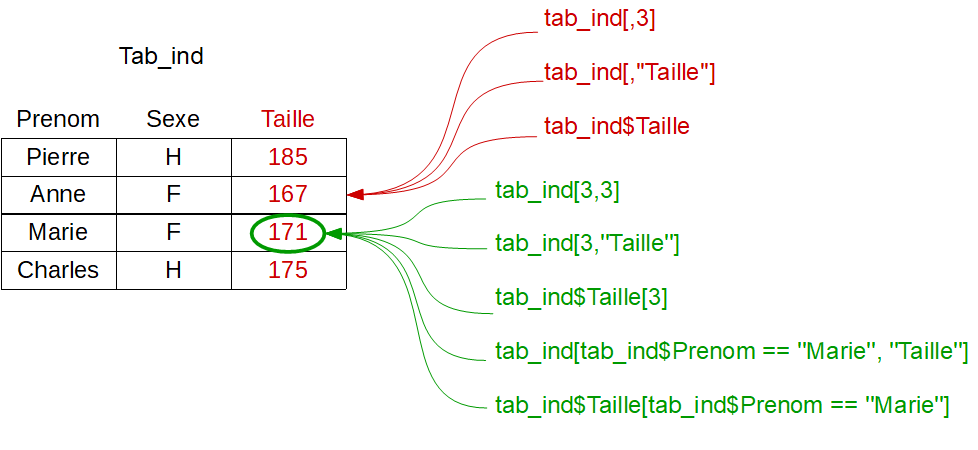 Tab_ind
Prenom Sexe Taille
Pierre H 185
Anne F 167
Marie F 171
Charles H 175
tab_ind[,3]
tab_ind[,"Taille"]
tab_ind$Taille
tab_ind[3,3]
tab_ind[3,"Taille"]
tab_ind$Taille[3]
tab_ind[tab_ind$Prenom == "Marie", "Taille"]
tab_ind$Taille[tab_ind$Prenom == "Marie"]